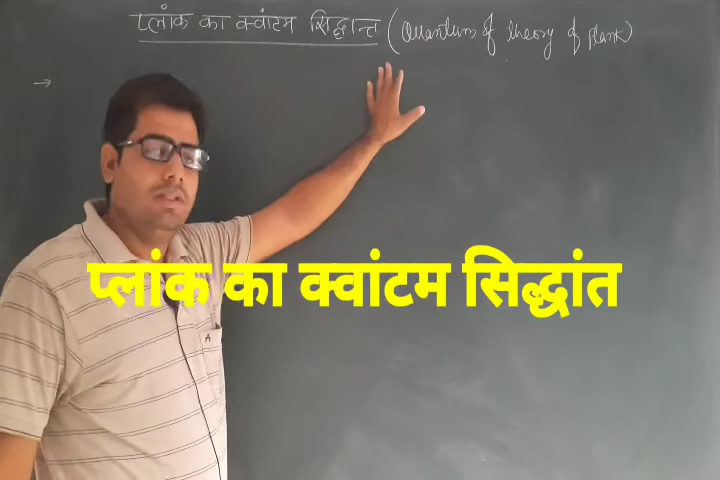 प्लांक का क्वांटम सिद्धान्त (Quantum of theory of plank)
प्लांक का क्वांटम सिद्धांत
A